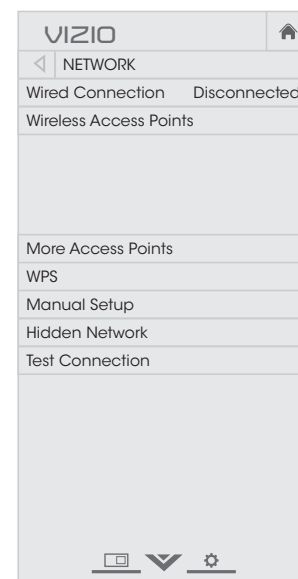 VIZIO
NETWORK
Wired Connection Disconnected
Wireless Access Points
More Access Points
WPS
Manual Setup
Hidden Network
Test Connection